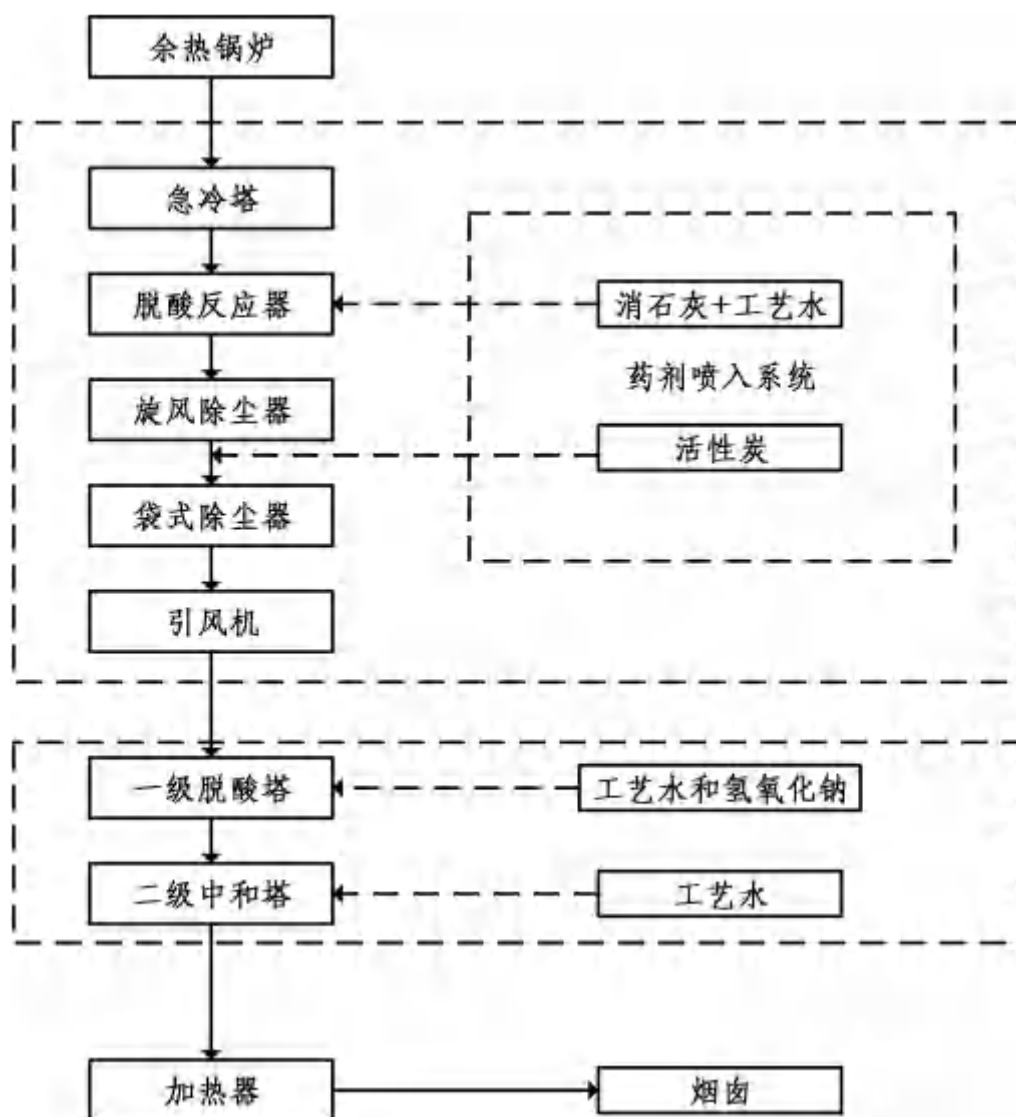 余热锅炉
急冷塔
脱酸反应器
消石灰+工艺水
药剂喷入系统
旋风除尘器
活性炭
袋式除尘器
引风机
一级脱酸塔
工艺水和氢氧化钠
二级中和塔
工艺水
加热器
烟囱